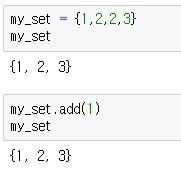 my_set = {1,2,2,3}
my_set
{1, 2, 3}
my_set.add(1)
my_set
{1, 2, 3}